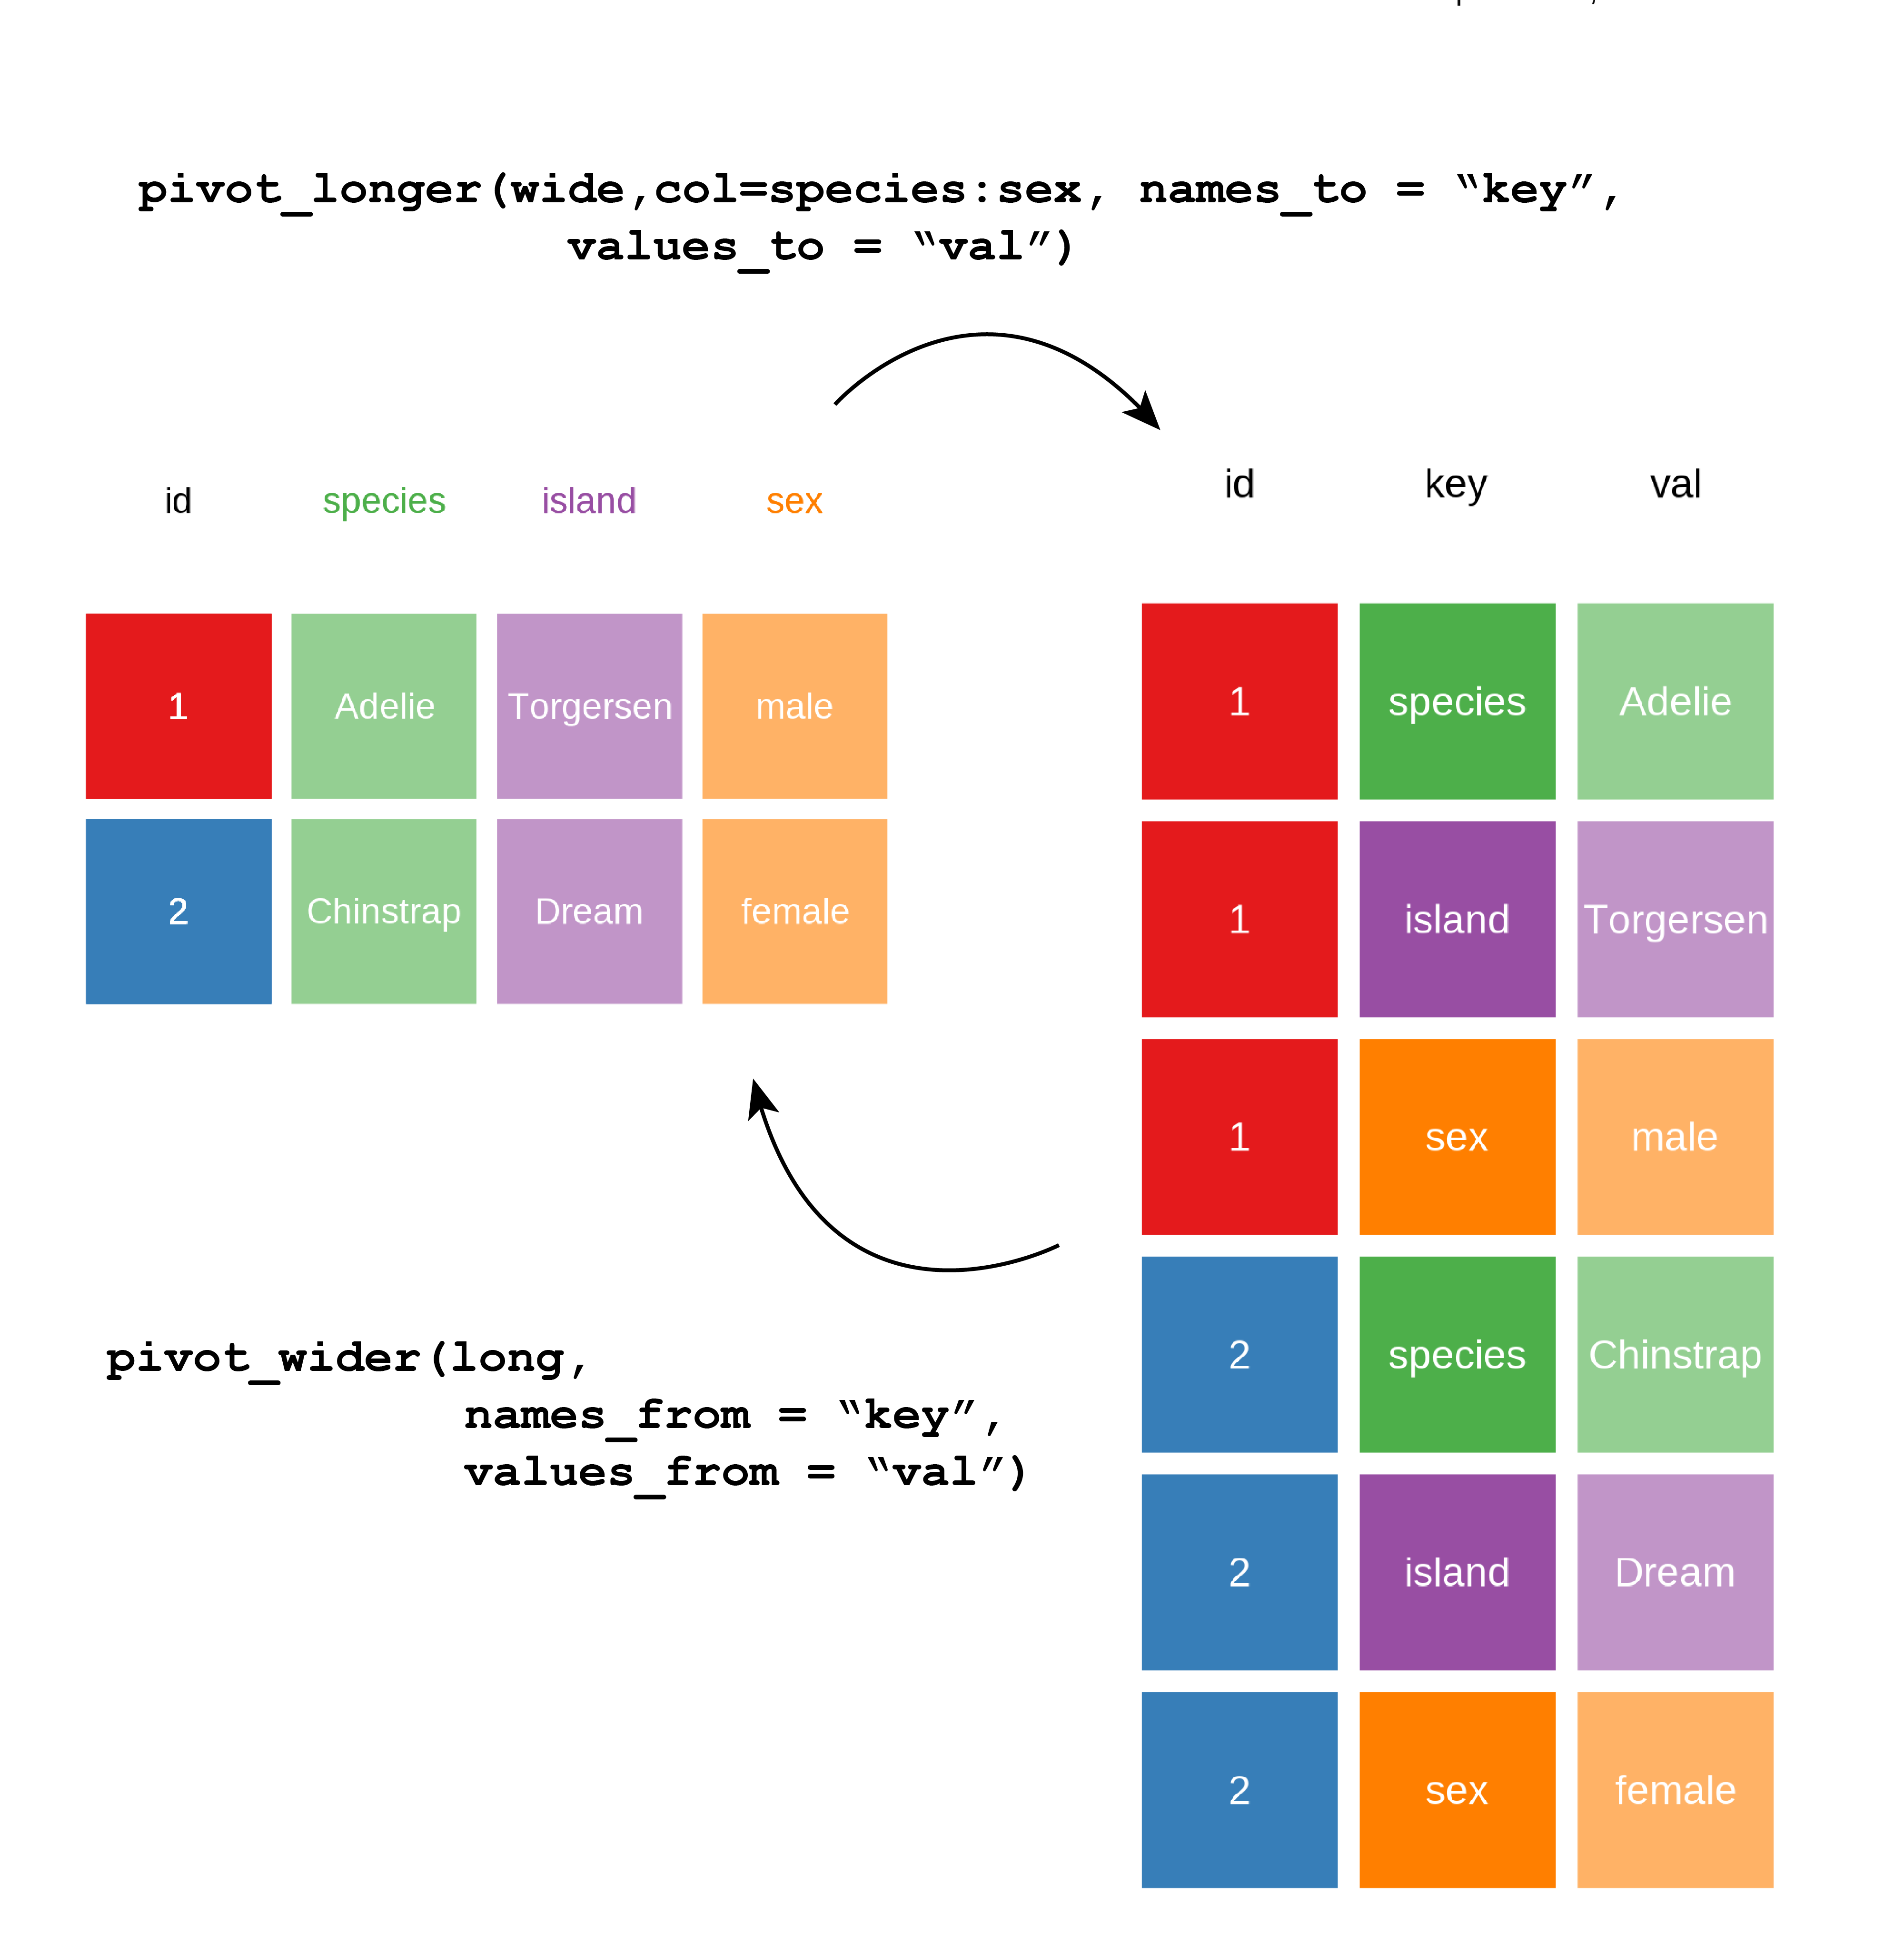 pivot_longer(wide,col=species:sex, names_to = “key”,
values_to = “val”)
id species island sex
1 Adelie Torgersen male
2 Chinstrap Dream female
id key val
1 species Adelie
1 island Torgersen
1 sex male
2 species Chinstrap
2 island Dream
2 sex female
pivot_wider(long,
names_from = “key”,
values_from = “val”)